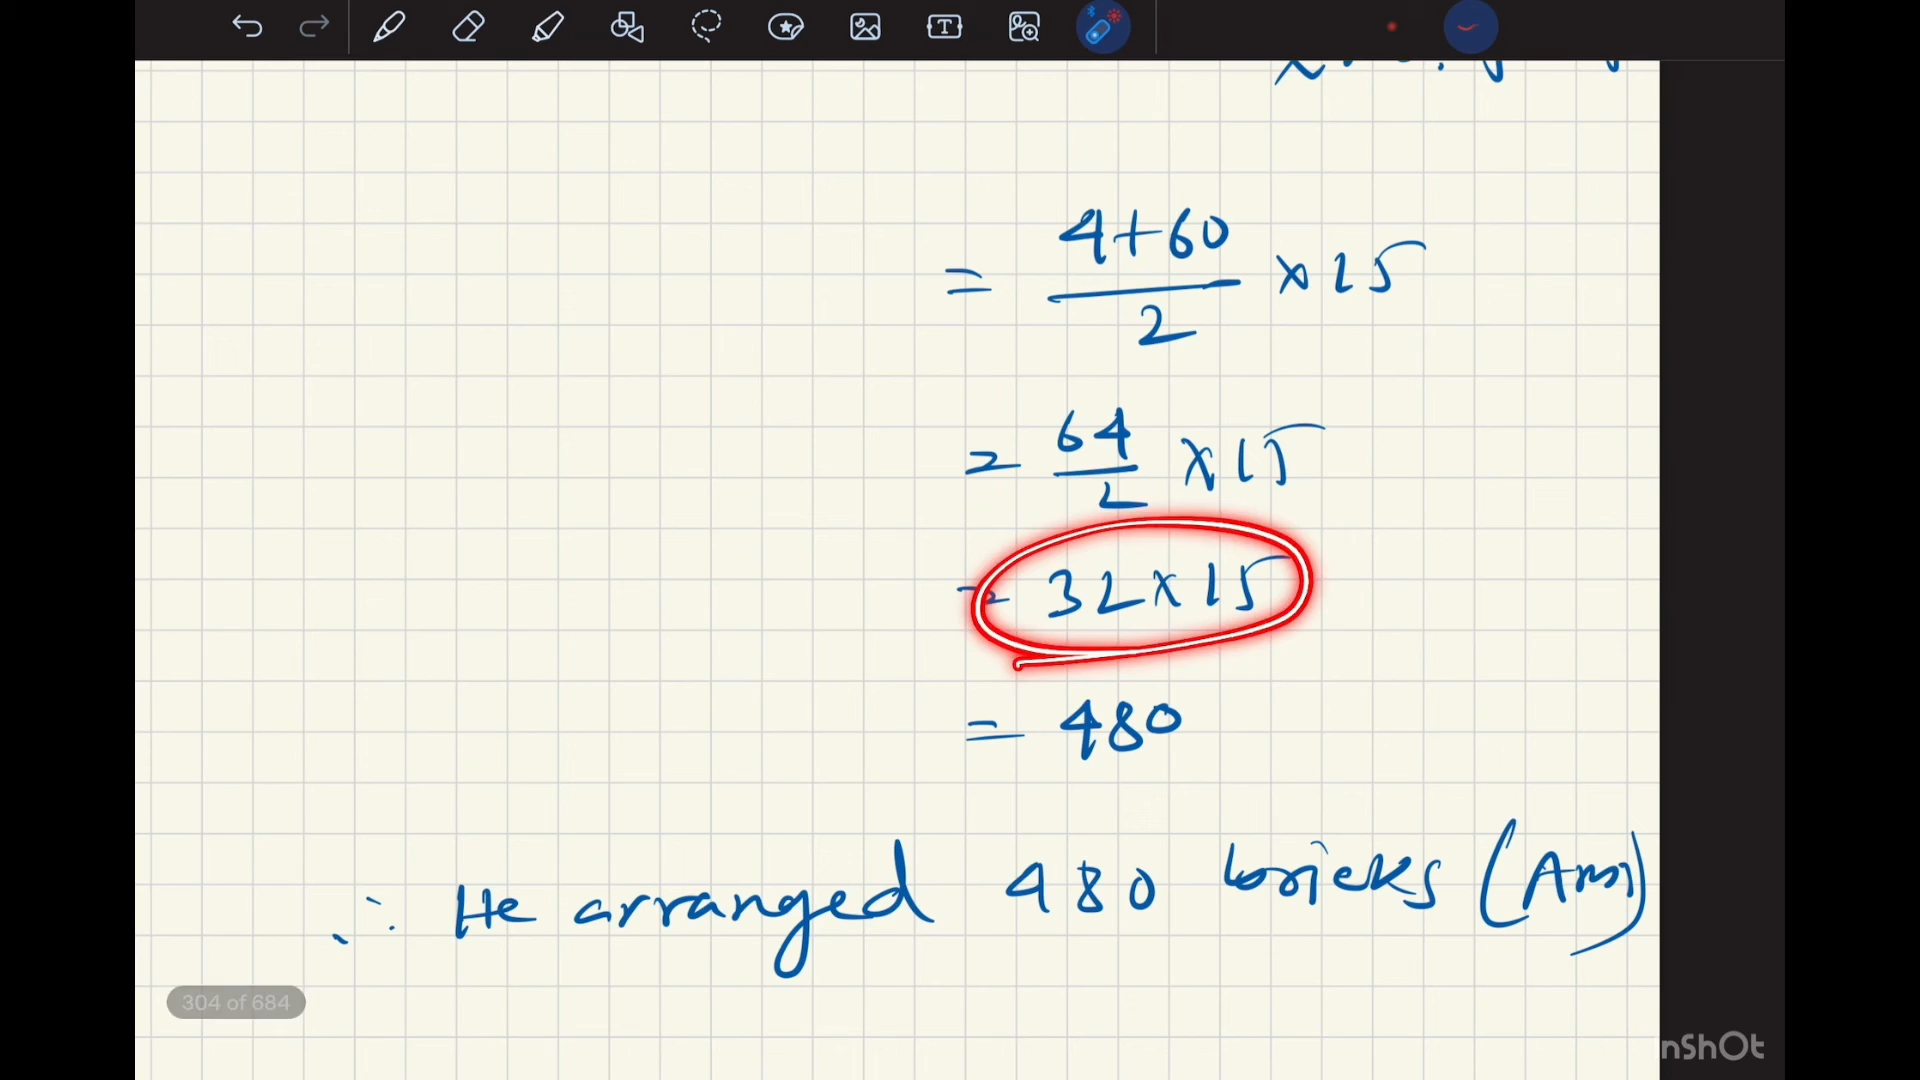 = 4+60/2 x 15
= 64/2 x 15
= 32 x 15
= 480
∴ He arranged 480 bricks (Ans)
304 of 684
nShOt